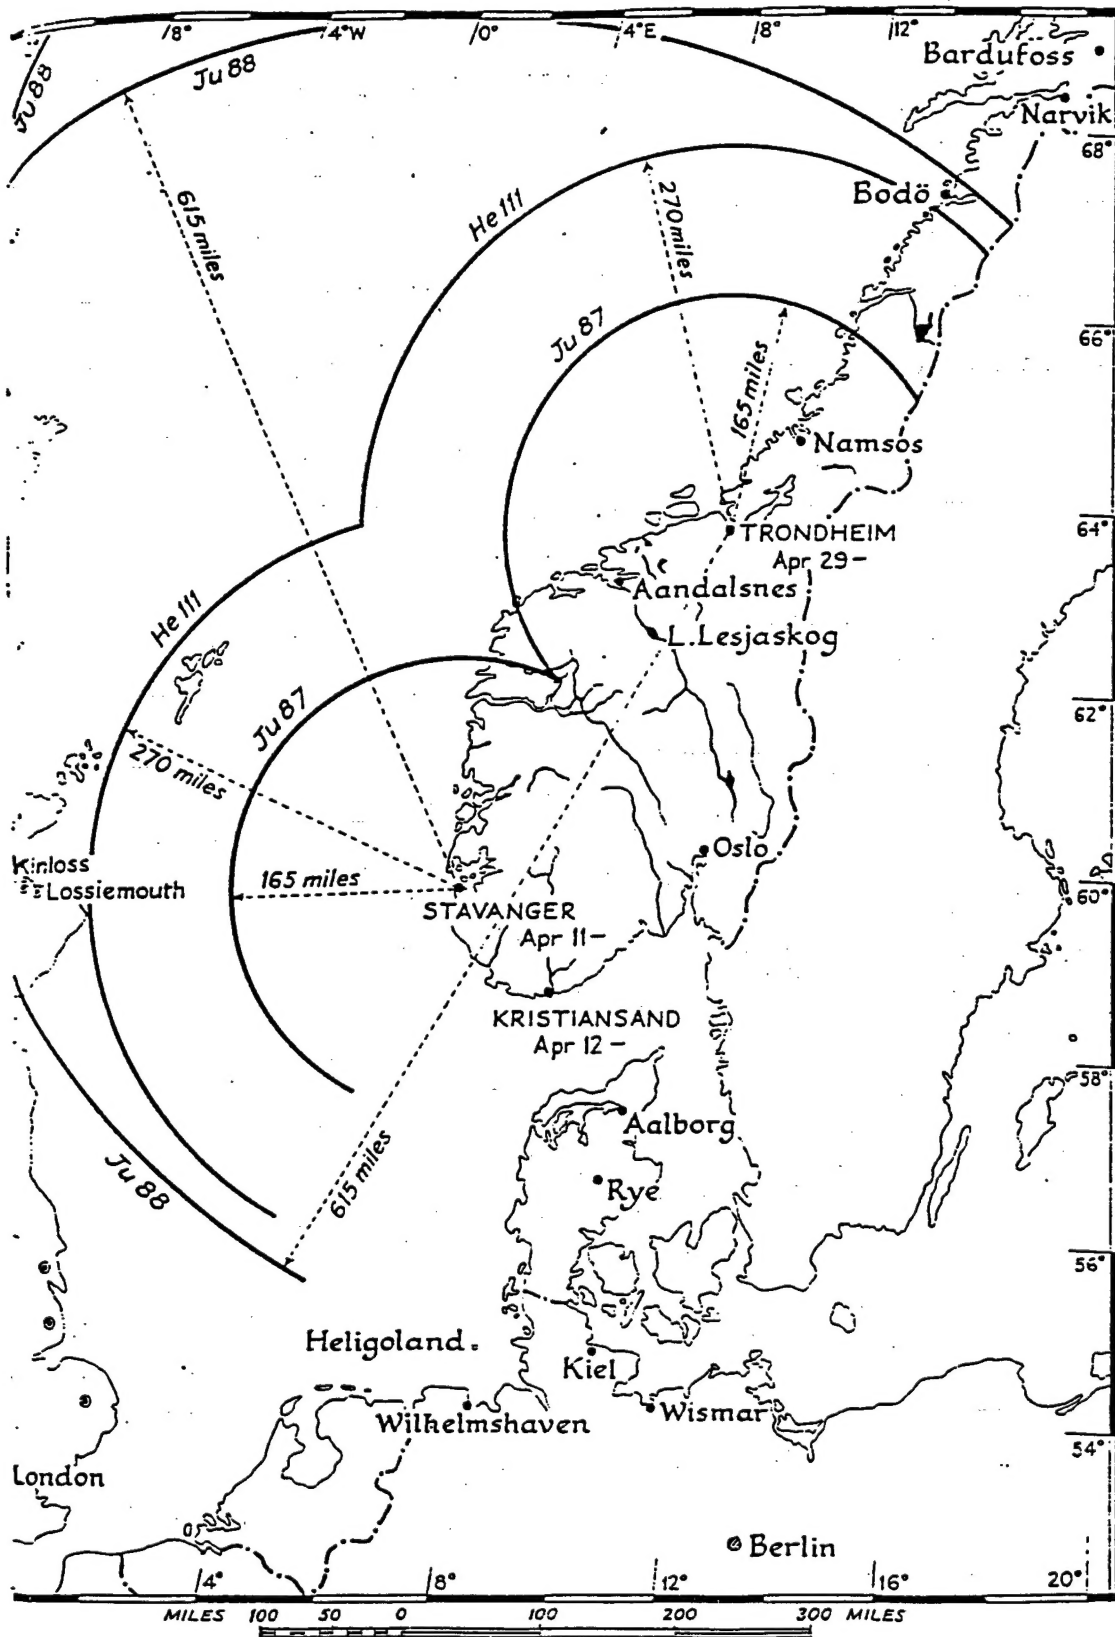 /8°
/4°W
/0°
/4°E
/8°
/12°
Bardufoss
Ju 88
Ju 88
Narvik
68°
615 miles
He 111
270 miles
Bodö
Ju 87
66°
165 miles
Namsos
64°
TRONDHEIM
Apr 29-
Aandalsnes
He 111
L.Lesjaskog
62°
Ju 87
270 miles
Oslo
Kinloss
Lossiemouth
165 miles
60°
STAVANGER
Apr 11-
KRISTIANSAND
Apr 12-
58°
Aalborg
Ju 88
615 miles
Rye
56°
Heligoland
Kiel
Wilhelmshaven
Wismar
54°
London
Berlin
4°
8°
12°
16°
20°
MILES 100 50 0 100 200 300 MILES